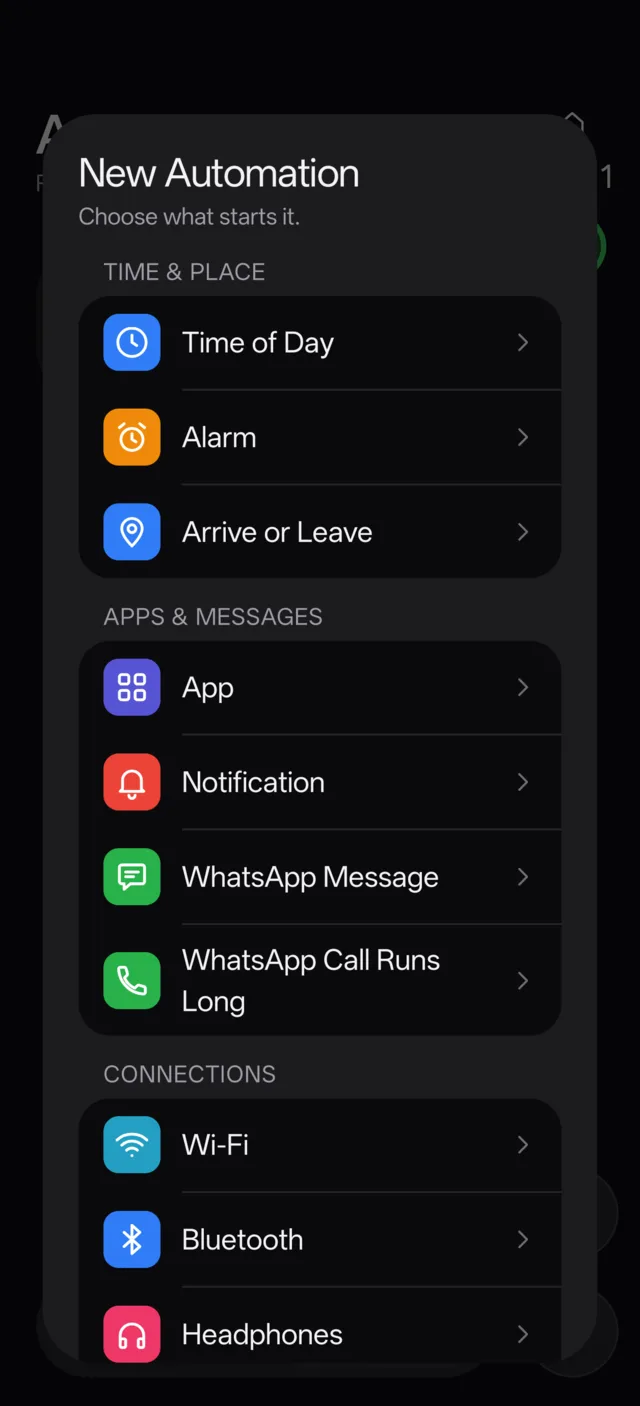 New Automation
Choose what starts it.
TIME & PLACE
Time of Day
Alarm
Arrive or Leave
APPS & MESSAGES
App
Notification
WhatsApp Message
WhatsApp Call Runs
Long
CONNECTIONS
Wi-Fi
Bluetooth
Headphones